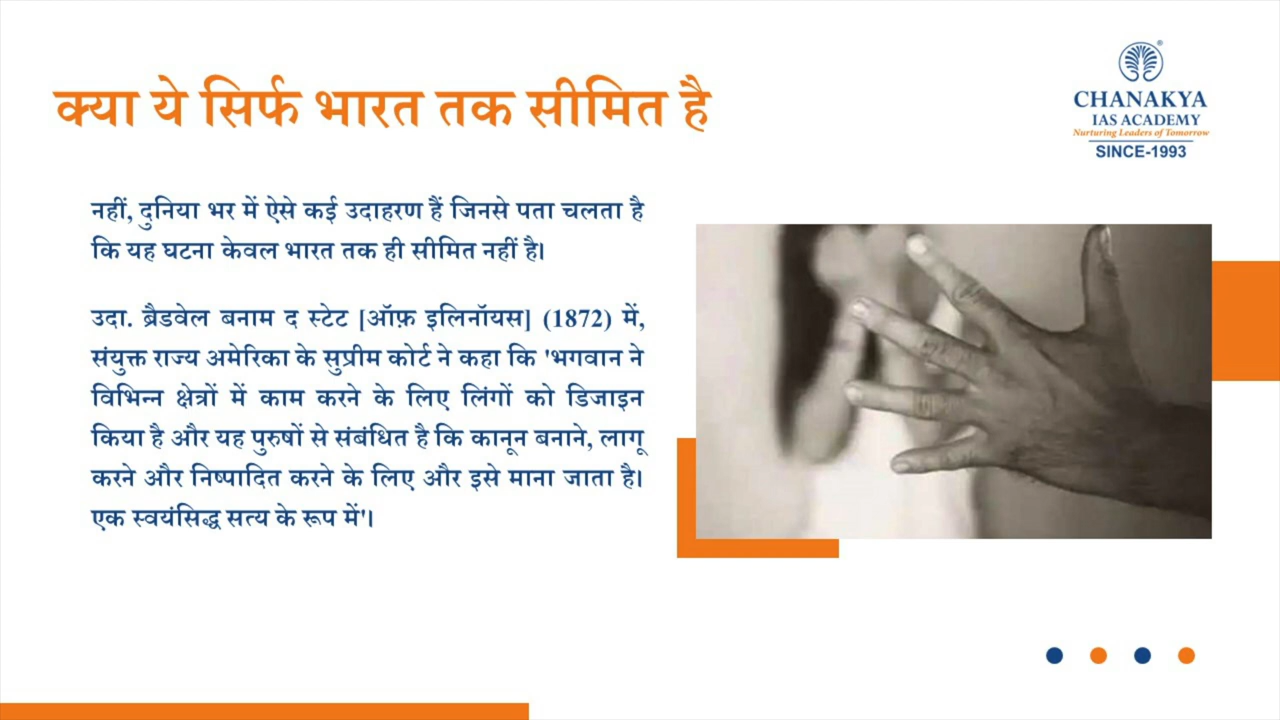 क्या ये सिर्फ भारत तक सीमित है
CHANAKYA
IAS ACADEMY
Nurturing Leaders of Tomorrow
SINCE-1993
नहीं, दुनिया भर में ऐसे कई उदाहरण हैं जिनसे पता चलता है
कि यह घटना केवल भारत तक ही सीमित नहीं है।
उदा. ब्रैडवेल बनाम द स्टेट [ऑफ़ इलिनॉयस] (1872) में,
संयुक्त राज्य अमेरिका के सुप्रीम कोर्ट ने कहा कि 'भगवान ने
विभिन्न क्षेत्रों में काम करने के लिए लिंगों को डिजाइन
किया है और यह पुरुषों से संबंधित है कि कानून बनाने, लागू
करने और निष्पादित करने के लिए और इसे माना जाता है।
एक स्वयंसिद्ध सत्य के रूप में'।